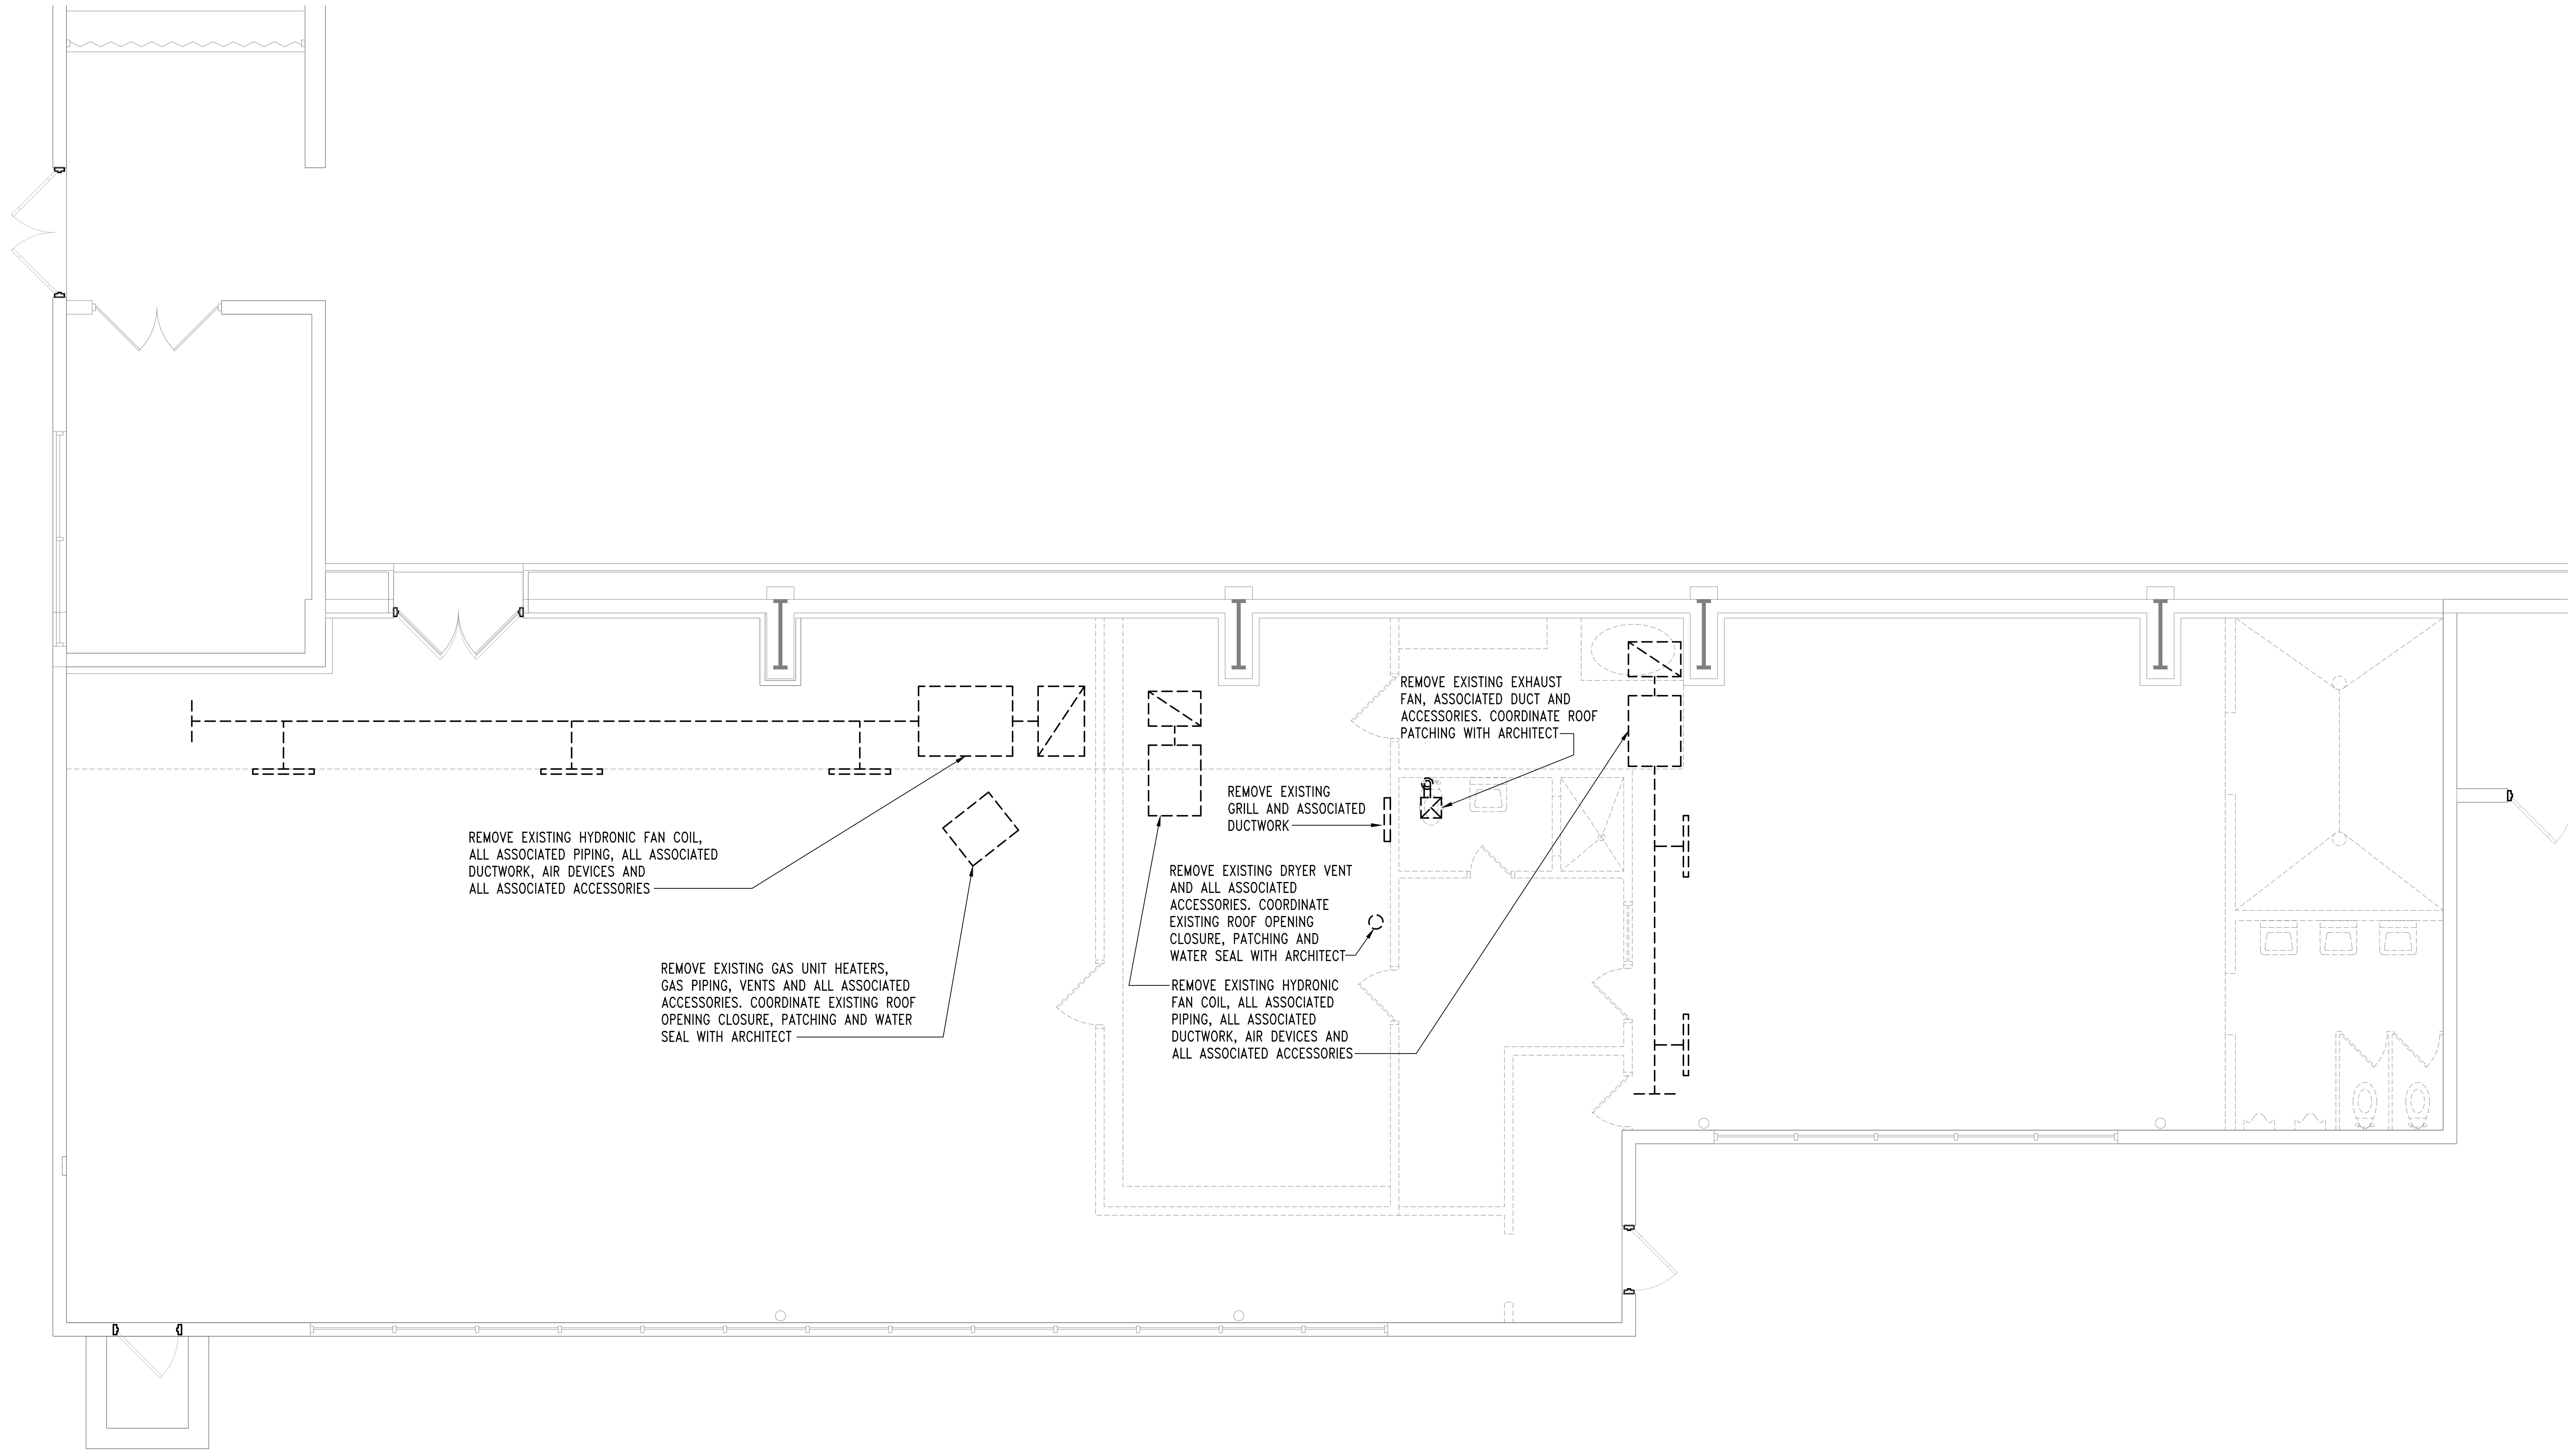 REMOVE EXISTING EXHAUST
FAN, ASSOCIATED DUCT AND
ACCESSORIES. COORDINATE ROOF
PATCHING WITH ARCHITECT
REMOVE EXISTING
GRILL AND ASSOCIATED
DUCTWORK
REMOVE EXISTING HYDRONIC FAN COIL,
ALL ASSOCIATED PIPING, ALL ASSOCIATED
DUCTWORK, AIR DEVICES AND
ALL ASSOCIATED ACCESSORIES
REMOVE EXISTING DRYER VENT
AND ALL ASSOCIATED
ACCESSORIES. COORDINATE
EXISTING ROOF OPENING
CLOSURE, PATCHING AND
WATER SEAL WITH ARCHITECT
REMOVE EXISTING GAS UNIT HEATERS,
GAS PIPING, VENTS AND ALL ASSOCIATED
ACCESSORIES. COORDINATE EXISTING ROOF
OPENING CLOSURE, PATCHING AND WATER
SEAL WITH ARCHITECT
REMOVE EXISTING HYDRONIC
FAN COIL, ALL ASSOCIATED
PIPING, ALL ASSOCIATED
DUCTWORK, AIR DEVICES AND
ALL ASSOCIATED ACCESSORIES